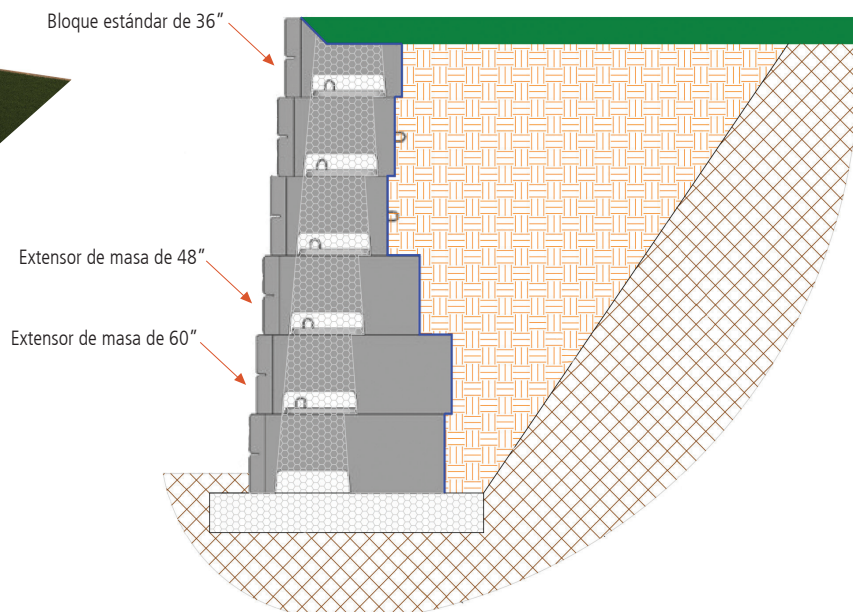 Bloque estándar de 36”
Extensor de masa de 48”
Extensor de masa de 60”